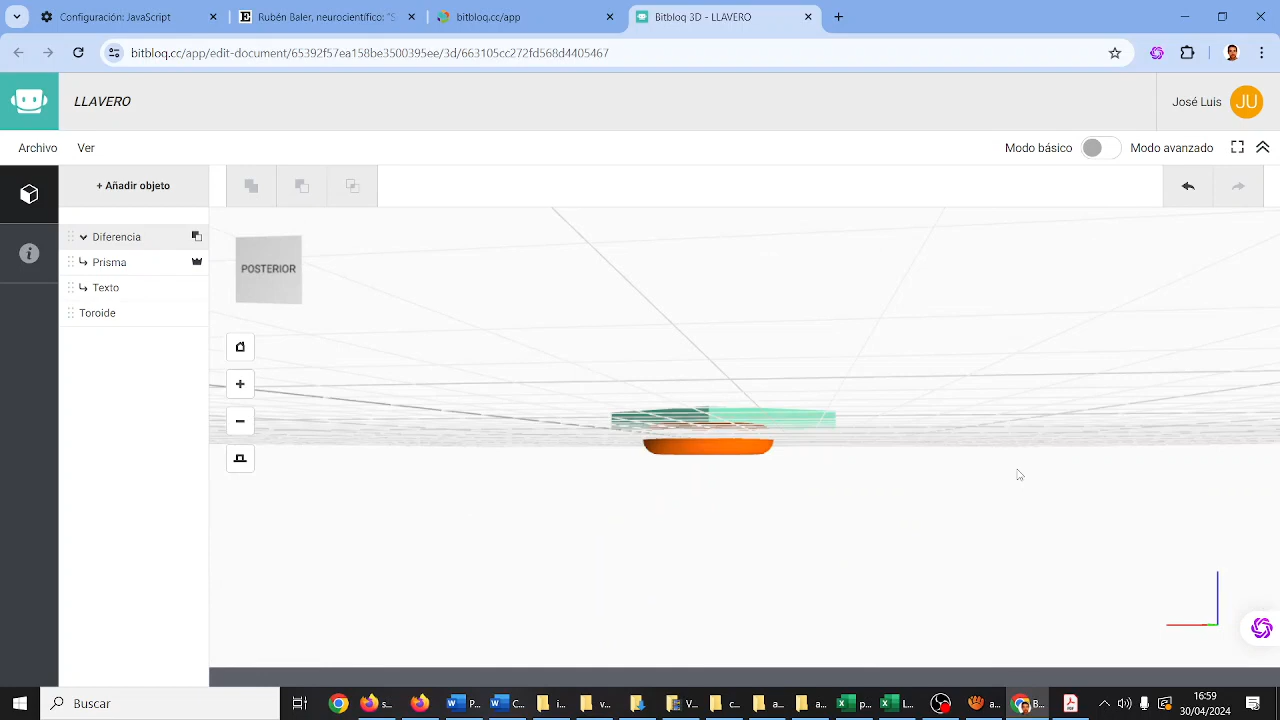 Configuración: JavaScript
Rubén Baler, neurocientífico: "S
bitbloq.cc/app
Bitbloq 3D - LLAVERO
bitbloq.cc/app/edit-document/65392f57ea158be3500395ee/3d/663105cc272fd568d4405467
LLAVERO
José Luis
JU
Archivo
Ver
Modo básico
Modo avanzado
+ Añadir objeto
Diferencia
Prisma
Texto
Toroide
POSTERIOR
Buscar
s...
P...
C...
i...
v...
V...
c...
a...
a...
p...
L...
a...
B...
16:59
30/04/2024